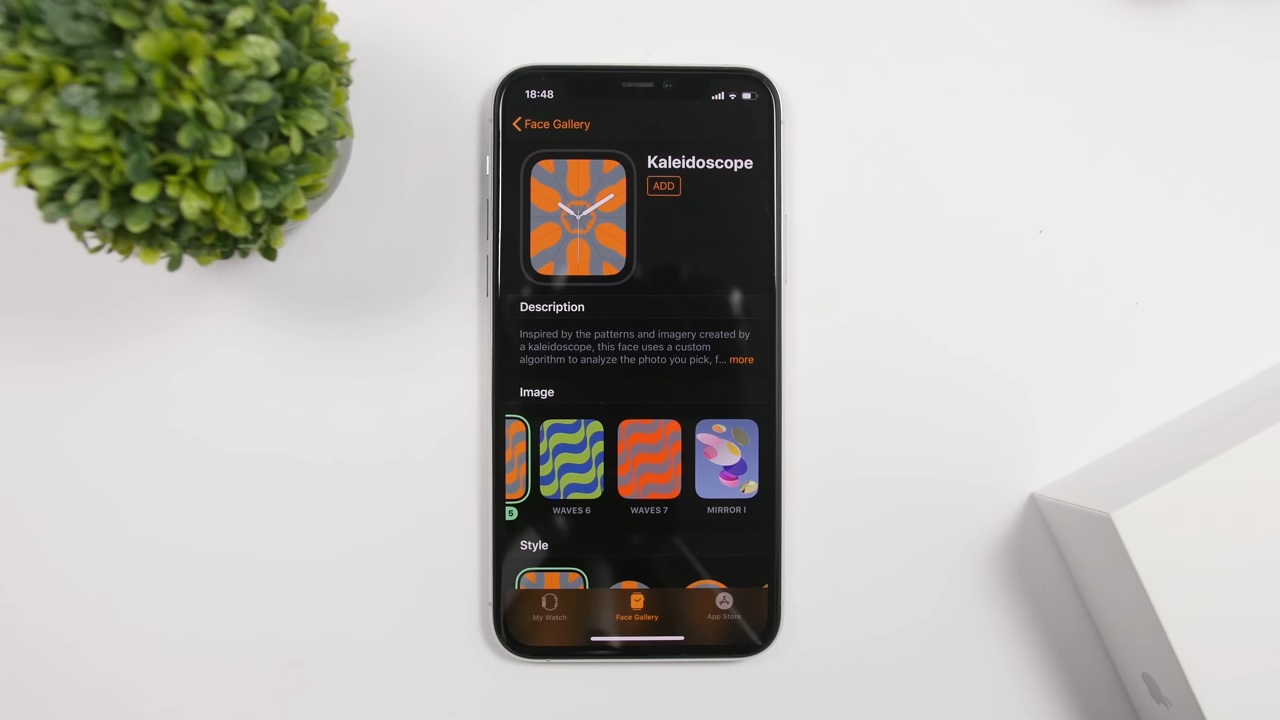 18:48
Face Gallery
Kaleidoscope
ADD
Description
Inspired by the patterns and imagery created by
a kaleidoscope, this face uses a custom
algorithm to analyze the photo you pick, f... more
Image
5
WAVES 6
WAVES 7
MIRROR I
Style
My Watch
Face Gallery
App Store